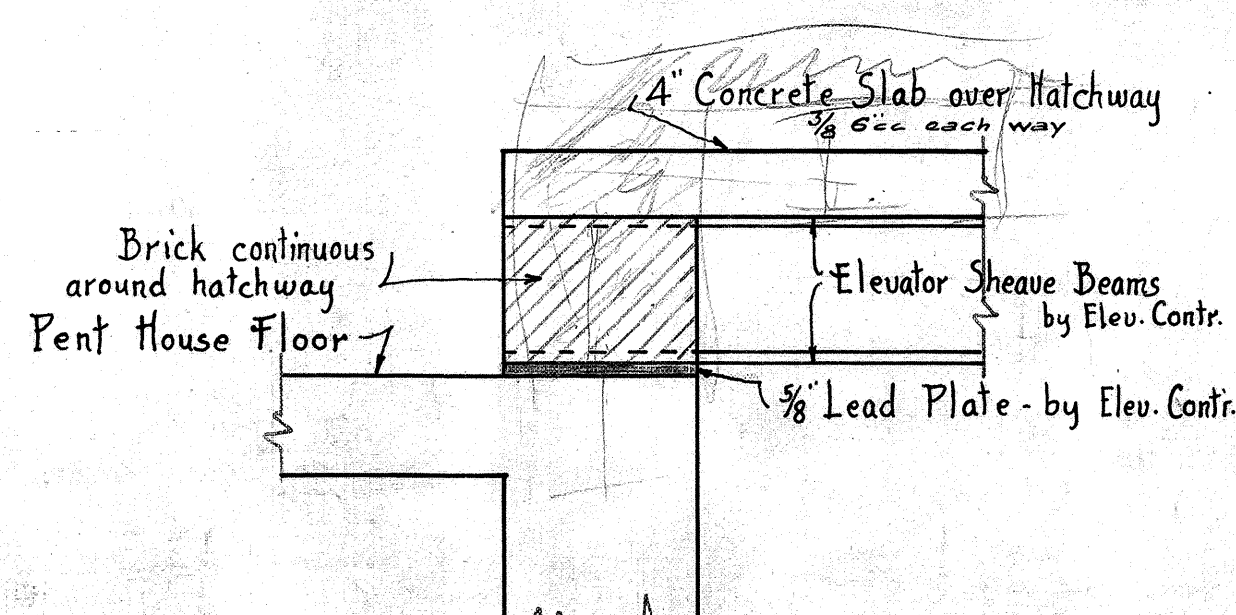 4" Concrete Slab over Hatchway
3/8 6"cc each way
Brick continuous
around hatchway
Pent House Floor
Elevator Sheave Beams
by Elev. Contr.
5/8" Lead Plate - by Elev. Contr.